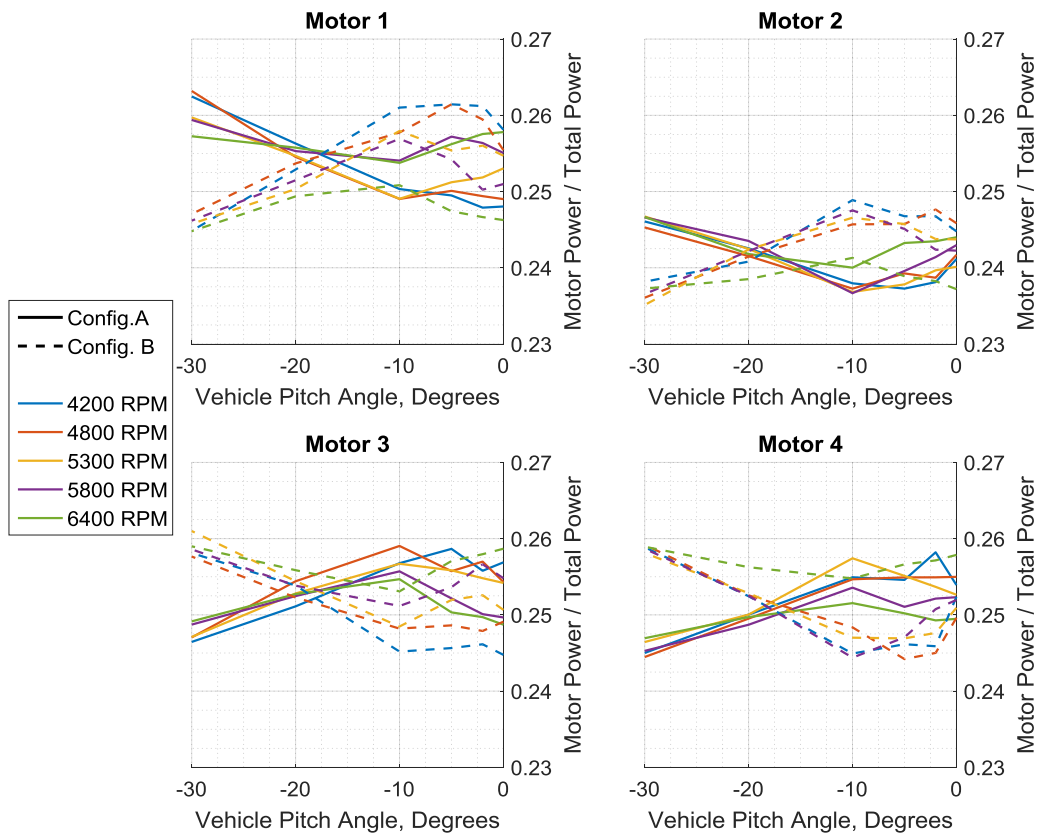 Motor 1
0.27
0.26
0.25
0.24
0.23
-30
-20
-10
0
Vehicle Pitch Angle, Degrees
Motor Power / Total Power
Motor 2
0.27
0.26
0.25
0.24
0.23
-30
-20
-10
0
Vehicle Pitch Angle, Degrees
Motor Power / Total Power
Config.A
Config. B
4200 RPM
4800 RPM
5300 RPM
5800 RPM
6400 RPM
Motor 3
0.27
0.26
0.25
0.24
0.23
-30
-20
-10
0
Vehicle Pitch Angle, Degrees
Motor Power / Total Power
Motor 4
0.27
0.26
0.25
0.24
0.23
-30
-20
-10
0
Vehicle Pitch Angle, Degrees
Motor Power / Total Power